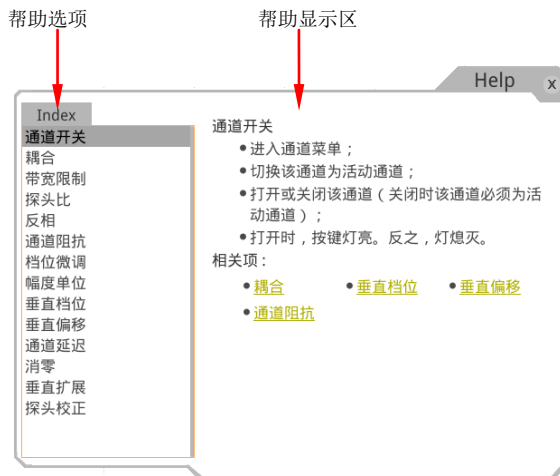 帮助选项
帮助显示区
Help x
Index
通道开关
耦合
带宽限制
探头比
反相
通道阻抗
档位微调
幅度单位
垂直档位
垂直偏移
通道延迟
消零
垂直扩展
探头校正
通道开关
●进入通道菜单；
●切换该通道为活动通道；
●打开或关闭该通道（关闭时该通道必须为活
动通道）；
●打开时，按键灯亮。反之，灯熄灭。
相关项：
●耦合 ●垂直档位 ●垂直偏移
●通道阻抗